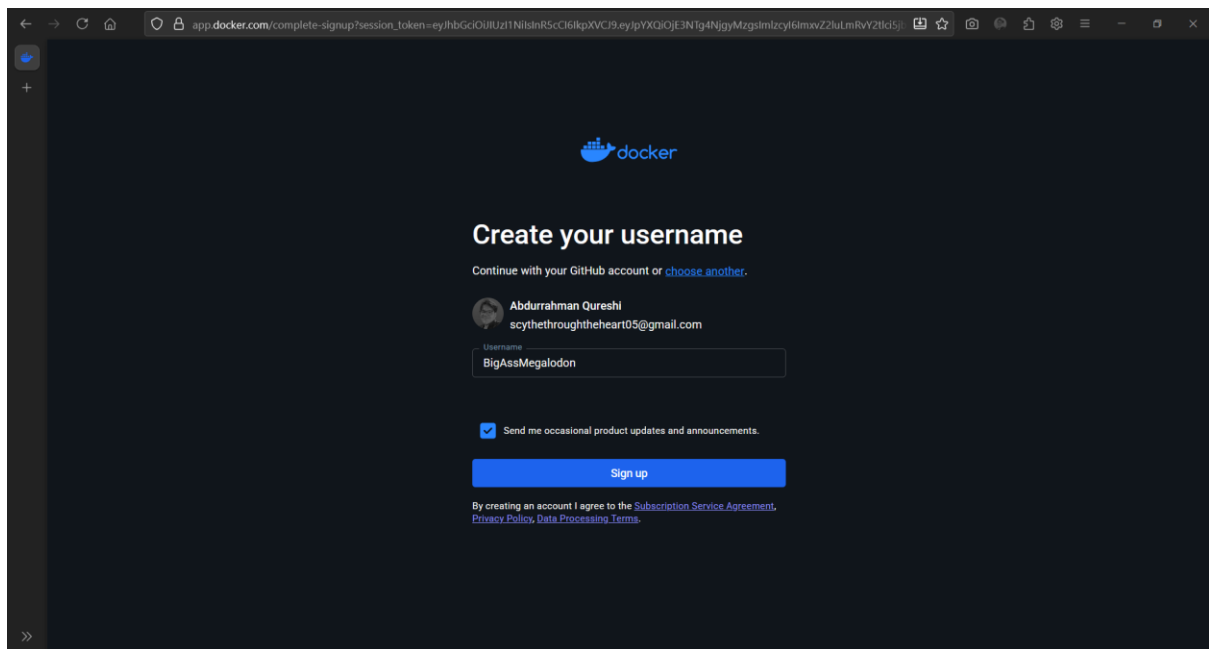 app.docker.com/complete-signup?session_token=
docker
Create your username
Continue with your GitHub account or choose another.
Abdurrahman Qureshi
scythethroughtheheart05@gmail.com
Username
BigAssMegalodon
Send me occasional product updates and announcements.
Sign up
By creating an account I agree to the Subscription Service Agreement,
Privacy Policy, Data Processing Terms.